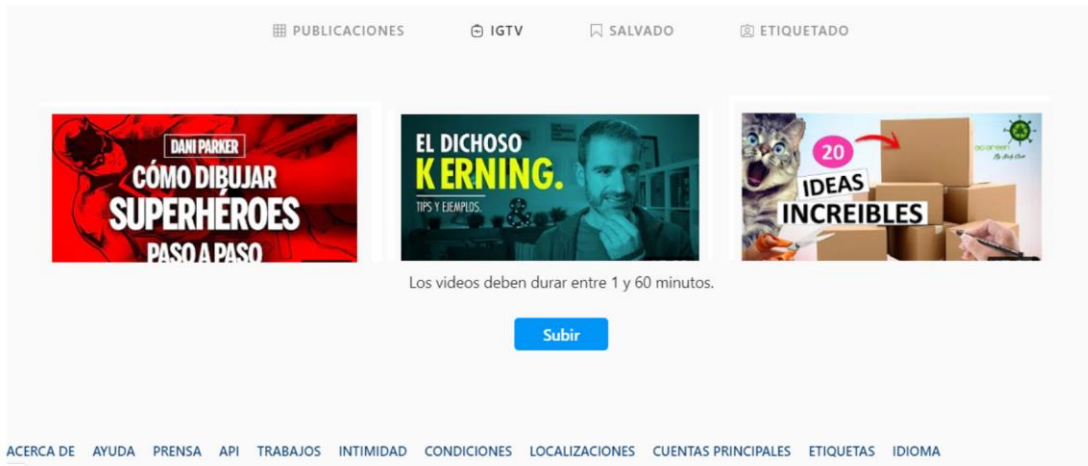 PUBLICACIONES IGTV SALVADO ETIQUETADO
DANI PARKER
CÓMO DIBUJAR
SUPERHÉROES
PASO A PASO
EL DICHOSO
K ERNING.
TIPS Y EJEMPLOS.
&
20
IDEAS
INCREIBLES
Los videos deben durar entre 1 y 60 minutos.
Subir
ACERCA DE AYUDA PRENSA API TRABAJOS INTIMIDAD CONDICIONES LOCALIZACIONES CUENTAS PRINCIPALES ETIQUETAS IDIOMA